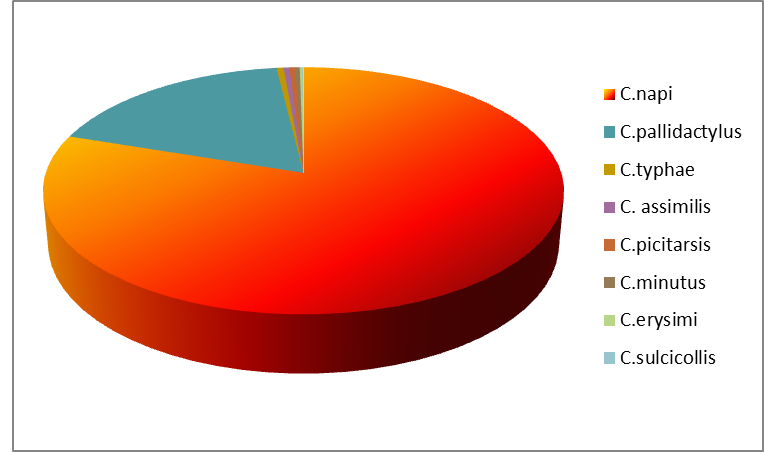 C.napi
C.pallidactylus
C.typhae
C. assimilis
C.picitarsis
C.minutus
C.erysimi
C.sulcicollis